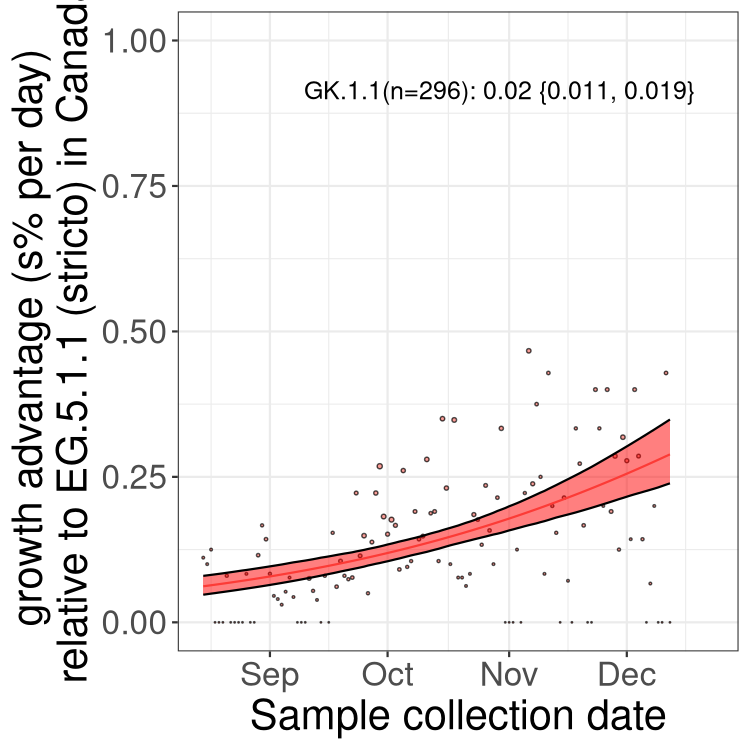 growth advantage (s% per day)
relative to EG.5.1.1 (stricto) in Canada
1.00
0.75
0.50
0.25
0.00
GK.1.1(n=296): 0.02 {0.011, 0.019}
Sep Oct Nov Dec
Sample collection date